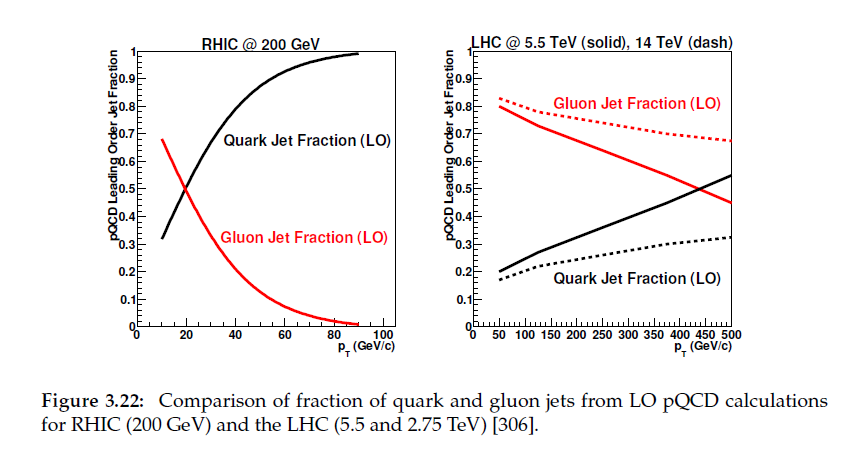 RHIC @ 200 GeV
pQCD Leading Order Jet Fraction
1
0.9
0.8
0.7
0.6
0.5
0.4
0.3
0.2
0.1
0
Quark Jet Fraction (LO)
Gluon Jet Fraction (LO)
0 20 40 60 80 100
pT (GeV/c)
LHC @ 5.5 TeV (solid), 14 TeV (dash)
pQCD Leading Order Jet Fraction
1
0.9
0.8
0.7
0.6
0.5
0.4
0.3
0.2
0.1
0
Gluon Jet Fraction (LO)
Quark Jet Fraction (LO)
0 50 100 150 200 250 300 350 400 450 500
pT (GeV/c)
Figure 3.22: Comparison of fraction of quark and gluon jets from LO pQCD calculations
for RHIC (200 GeV) and the LHC (5.5 and 2.75 TeV) [306].